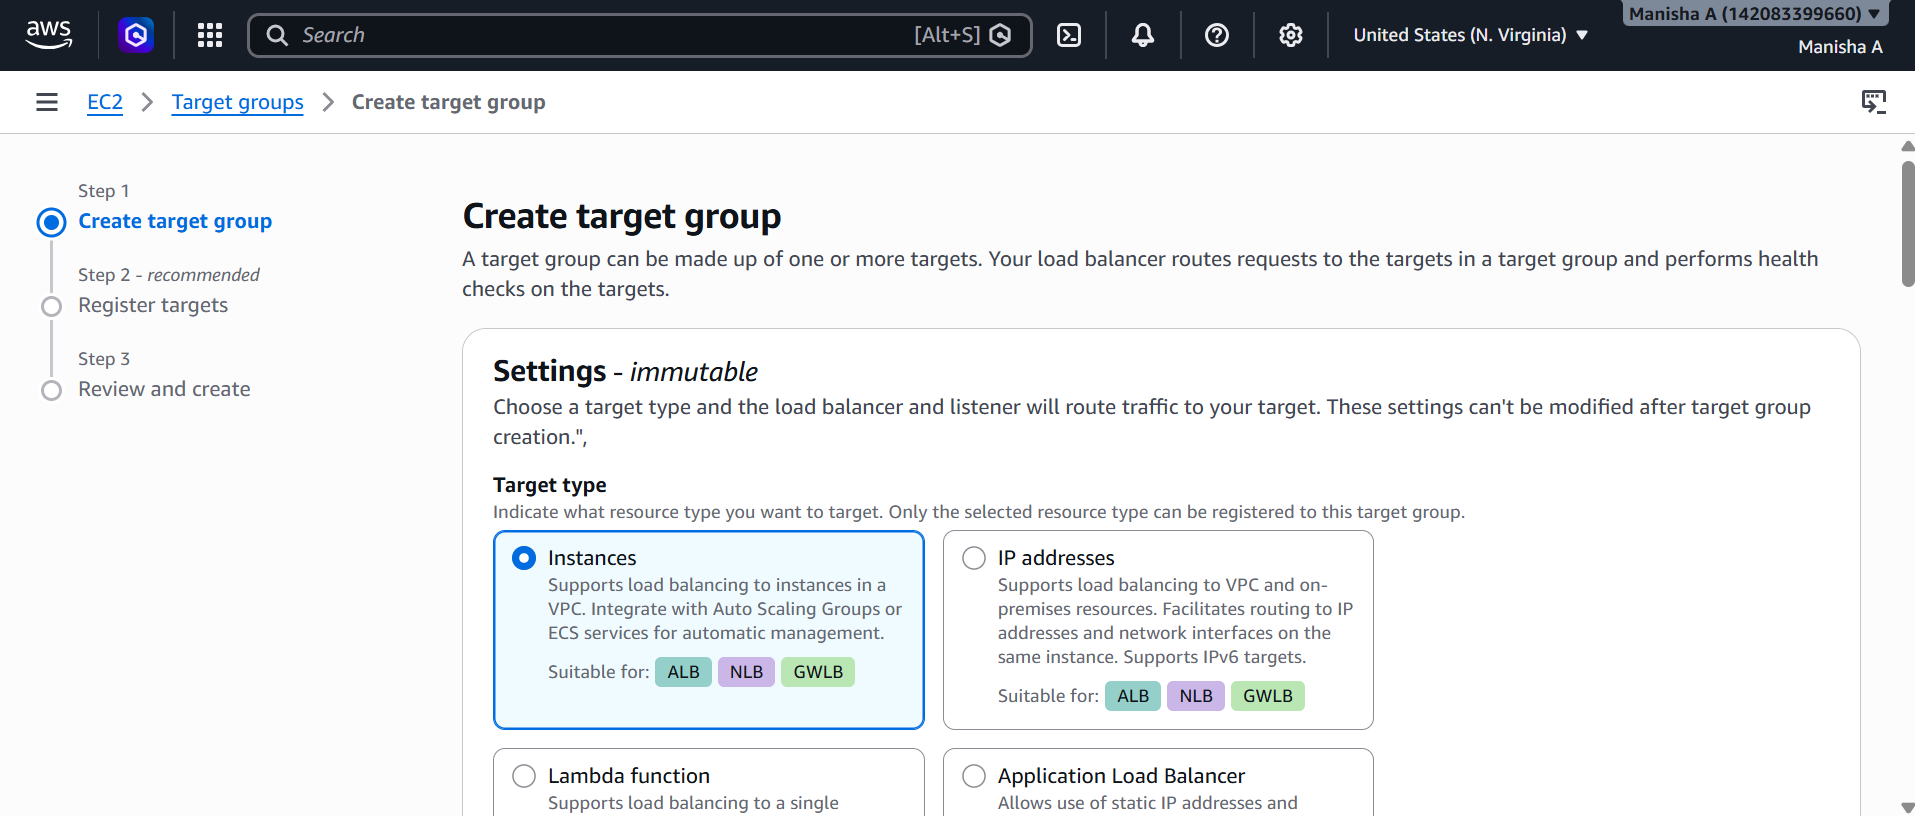 aws
Search
[Alt+S]
United States (N. Virginia)
Manisha A (142083399660)
Manisha A
EC2
Target groups
Create target group
Step 1
Create target group
Step 2 - recommended
Register targets
Step 3
Review and create
Create target group
A target group can be made up of one or more targets. Your load balancer routes requests to the targets in a target group and performs health
checks on the targets.
Settings - immutable
Choose a target type and the load balancer and listener will route traffic to your target. These settings can't be modified after target group
creation.",
Target type
Indicate what resource type you want to target. Only the selected resource type can be registered to this target group.
Instances
Supports load balancing to instances in a
VPC. Integrate with Auto Scaling Groups or
ECS services for automatic management.
Suitable for: ALB NLB GWLB
IP addresses
Supports load balancing to VPC and on-
premises resources. Facilitates routing to IP
addresses and network interfaces on the
same instance. Supports IPv6 targets.
Suitable for: ALB NLB GWLB
Lambda function
Supports load balancing to a single
Application Load Balancer
Allows use of static IP addresses and